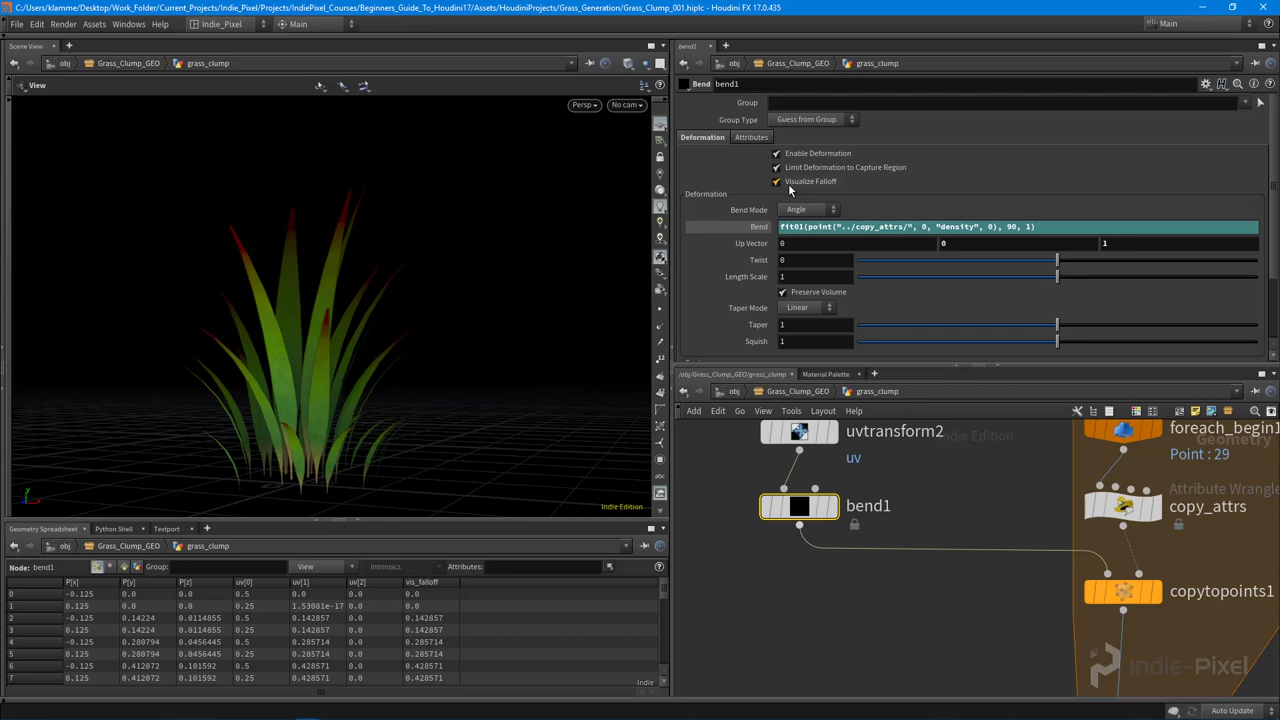 C:/Users/klamme/Desktop/Work_Folder/Current_Projects/Indie_Pixel/Projects/IndiePixel_Courses/Beginners_Guide_To_Houdini17/Assets/HoudiniProjects/Grass_Generation/Grass_Clump_001.hiplc - Houdini FX 17.0.435
File Edit Render Assets Windows Help Indie_Pixel Main Main
Scene View
obj Grass_Clump_GEO grass_clump
View
Persp No cam
Indie Edition
abc
Geometry Spreadsheet Python Shell Textport
obj Grass_Clump_GEO grass_clump
Node: bend1 Group: View Intrinsics Attributes:
P[x] P[y] P[z] uv[0] uv[1] uv[2] vis_falloff
0 -0.125 0.0 0.0 0.5 0.0 0.0 0.0
1 0.125 0.0 0.0 0.25 1.53081e-17 0.0 0.0
2 -0.125 0.14224 0.0114855 0.5 0.142857 0.0 0.142857
3 0.125 0.14224 0.0114855 0.25 0.142857 0.0 0.142857
4 -0.125 0.280794 0.0456445 0.5 0.285714 0.0 0.285714
5 0.125 0.280794 0.0456445 0.25 0.285714 0.0 0.285714
6 -0.125 0.412072 0.101592 0.5 0.428571 0.0 0.428571
7 0.125 0.412072 0.101592 0.25 0.428571 0.0 0.428571
Indie
bend1
obj Grass_Clump_GEO grass_clump
Bend bend1
Group
Group Type Guess from Group
Deformation Attributes
Enable Deformation
Limit Deformation to Capture Region
Visualize Falloff
Deformation
Bend Mode Angle
Bend fit01(point("../copy_attrs/", 0, "density", 0), 90, 1)
Up Vector 0 0 1
Twist 0
Length Scale 1
Preserve Volume
Taper Mode Linear
Taper 1
Squish 1
/obj/Grass_Clump_GEO/grass_clump Material Palette
obj Grass_Clump_GEO grass_clump
Add Edit Go View Tools Layout Help
Indie Edition
Geometry
uvtransform2
uv
bend1
foreach_begin1
Point : 29
Attribute Wrangle
copy_attrs
copytopoints1
Indie-Pixel
Auto Update